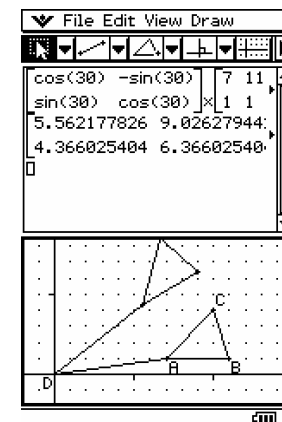 File Edit View Draw
[cos(30) -sin(30)]×[7 11
[sin(30) cos(30)]×[1 1
[5.562177826 9.02627944
[4.366025404 6.36602540
C
A B
D